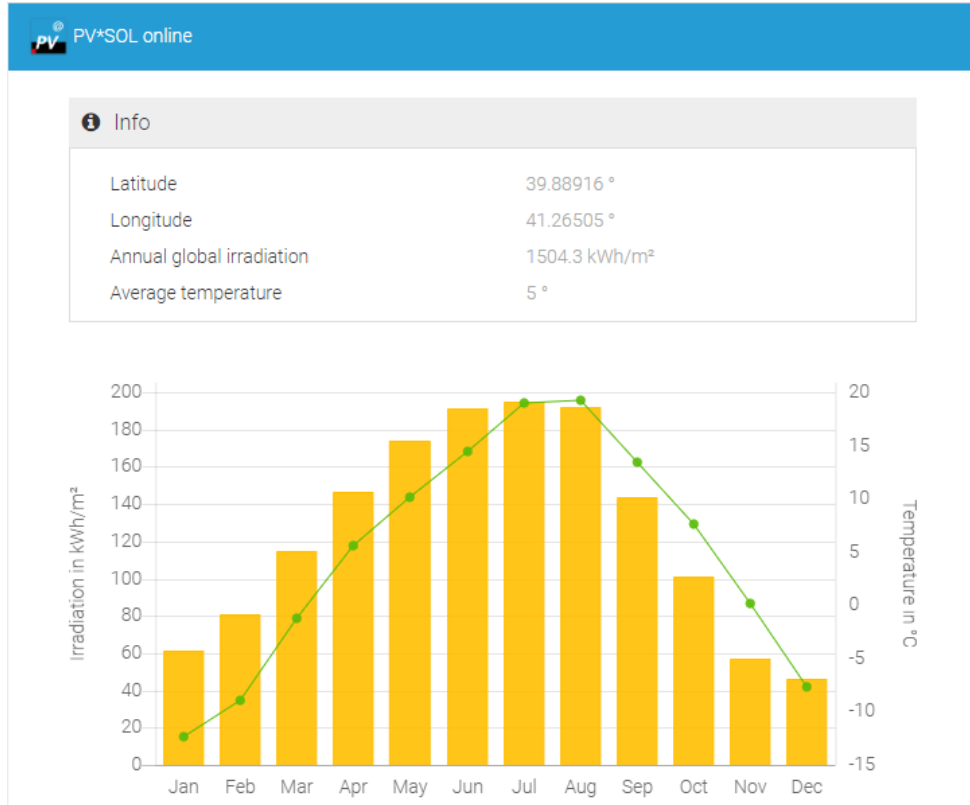 @
PV PV*SOL online
Info
Latitude 39.88916 °
Longitude 41.26505 °
Annual global irradiation 1504.3 kWh/m²
Average temperature 5 °
Irradiation in kWh/m²
200
180
160
140
120
100
80
60
40
20
0
20
15
10
5
0
-5
-10
-15
Temperature in °C
Jan Feb Mar Apr May Jun Jul Aug Sep Oct Nov Dec